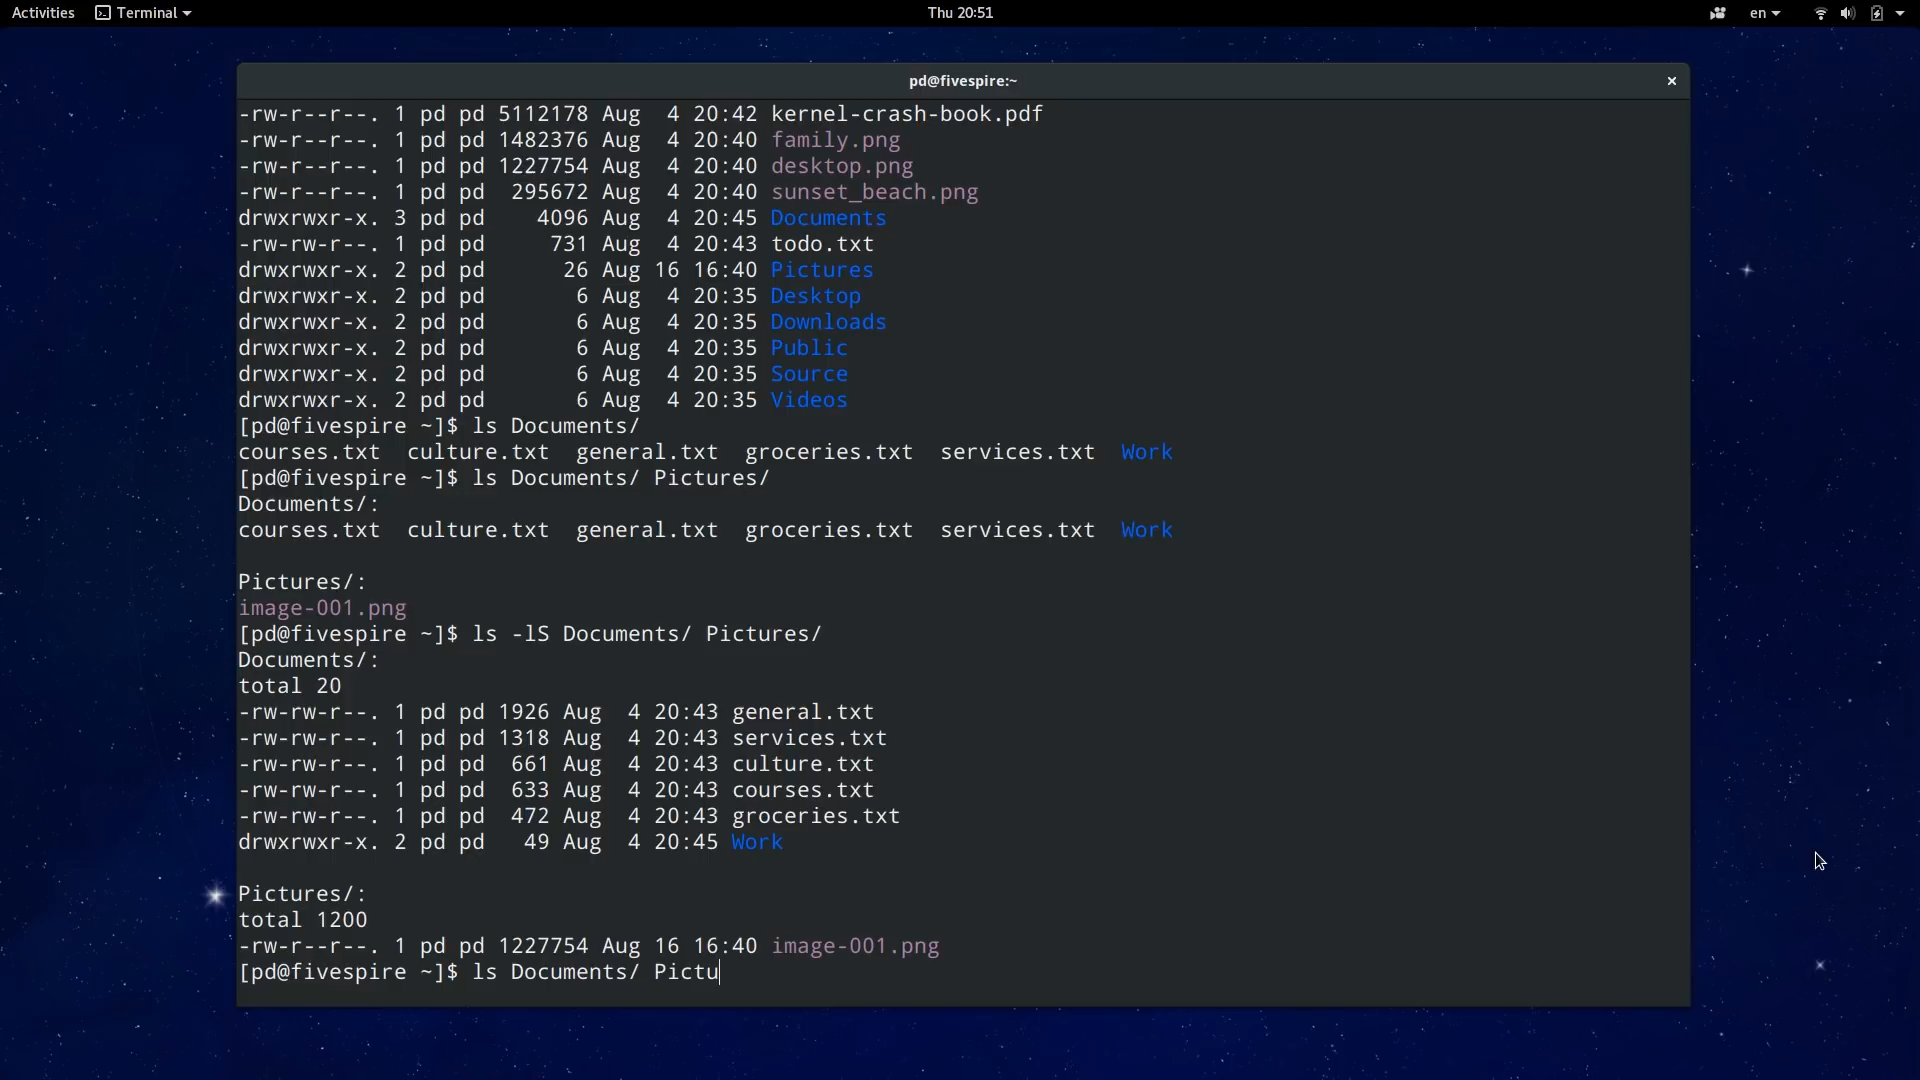 Activities Terminal Thu 20:51 en
pd@fivespire:~
-rw-r--r--. 1 pd pd 5112178 Aug  4 20:42 kernel-crash-book.pdf
-rw-r--r--. 1 pd pd 1482376 Aug  4 20:40 family.png
-rw-r--r--. 1 pd pd 1227754 Aug  4 20:40 desktop.png
-rw-r--r--. 1 pd pd  295672 Aug  4 20:40 sunset_beach.png
drwxrwxr-x. 3 pd pd    4096 Aug  4 20:45 Documents
-rw-rw-r--. 1 pd pd     731 Aug  4 20:43 todo.txt
drwxrwxr-x. 2 pd pd      26 Aug 16 16:40 Pictures
drwxrwxr-x. 2 pd pd       6 Aug  4 20:35 Desktop
drwxrwxr-x. 2 pd pd       6 Aug  4 20:35 Downloads
drwxrwxr-x. 2 pd pd       6 Aug  4 20:35 Public
drwxrwxr-x. 2 pd pd       6 Aug  4 20:35 Source
drwxrwxr-x. 2 pd pd       6 Aug  4 20:35 Videos
[pd@fivespire ~]$ ls Documents/
courses.txt  culture.txt  general.txt  groceries.txt  services.txt  Work
[pd@fivespire ~]$ ls Documents/ Pictures/
Documents/:
courses.txt  culture.txt  general.txt  groceries.txt  services.txt  Work
Pictures/:
image-001.png
[pd@fivespire ~]$ ls -lS Documents/ Pictures/
Documents/:
total 20
-rw-rw-r--. 1 pd pd 1926 Aug  4 20:43 general.txt
-rw-rw-r--. 1 pd pd 1318 Aug  4 20:43 services.txt
-rw-rw-r--. 1 pd pd  661 Aug  4 20:43 culture.txt
-rw-rw-r--. 1 pd pd  633 Aug  4 20:43 courses.txt
-rw-rw-r--. 1 pd pd  472 Aug  4 20:43 groceries.txt
drwxrwxr-x. 2 pd pd   49 Aug  4 20:45 Work
Pictures/:
total 1200
-rw-r--r--. 1 pd pd 1227754 Aug 16 16:40 image-001.png
[pd@fivespire ~]$ ls Documents/ Pictu